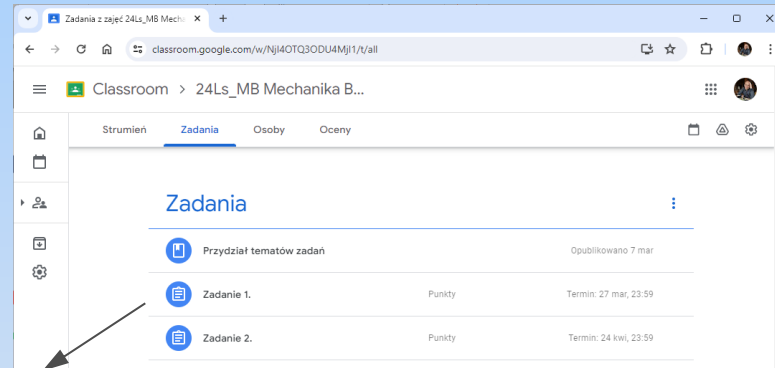 Zadania z zajęć 24Ls_MB Mecha
classroom.google.com/w/NjI4OTQ3ODU4MjI1/t/all
Classroom > 24Ls_MB Mechanika B...
Strumień Zadania Osoby Oceny
Zadania
Przydział tematów zadań Opublikowano 7 mar
Zadanie 1. Punkty Termin: 27 mar, 23:59
Zadanie 2. Punkty Termin: 24 kwi, 23:59